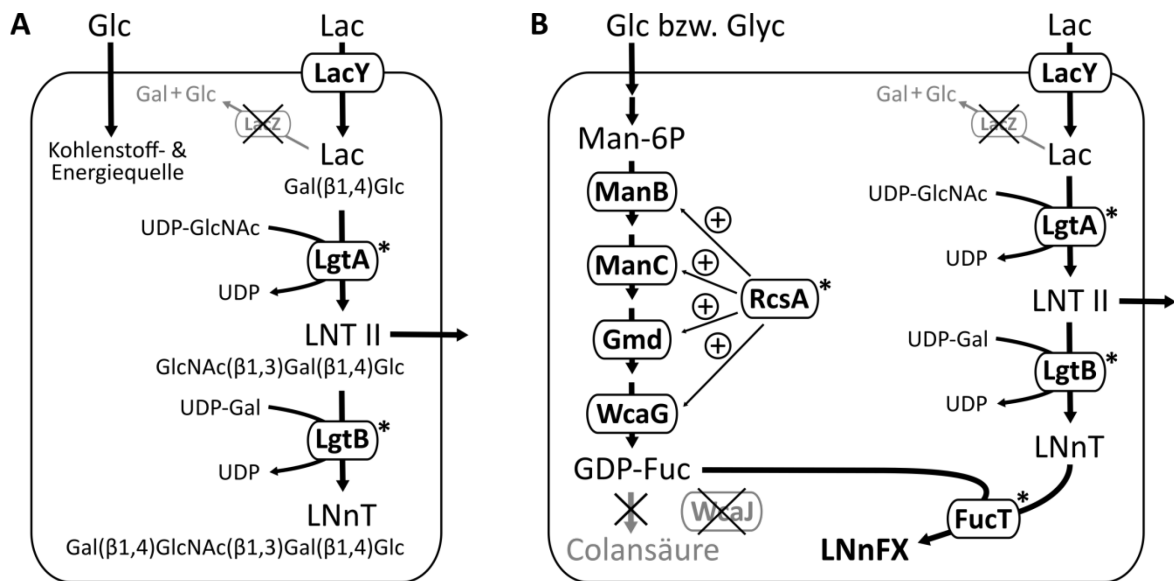 A
Glc
Lac
LacY
Gal + Glc
LacZ
Kohlenstoff- &
Energiequelle
Lac
Gal(β1,4)Glc
UDP-GlcNAc
LgtA*
UDP
LNT II
GlcNAc(β1,3)Gal(β1,4)Glc
UDP-Gal
LgtB*
UDP
LNnT
Gal(β1,4)GlcNAc(β1,3)Gal(β1,4)Glc
B
Glc bzw. Glyc
Lac
LacY
Gal + Glc
LacZ
Man-6P
Lac
ManB
+
UDP-GlcNAc
LgtA*
ManC
+
UDP
RcsA*
+
LNT II
Gmd
+
UDP-Gal
LgtB*
WcaG
UDP
GDP-Fuc
LNnT
WcaJ
FucT*
Colansäure
LNnFX